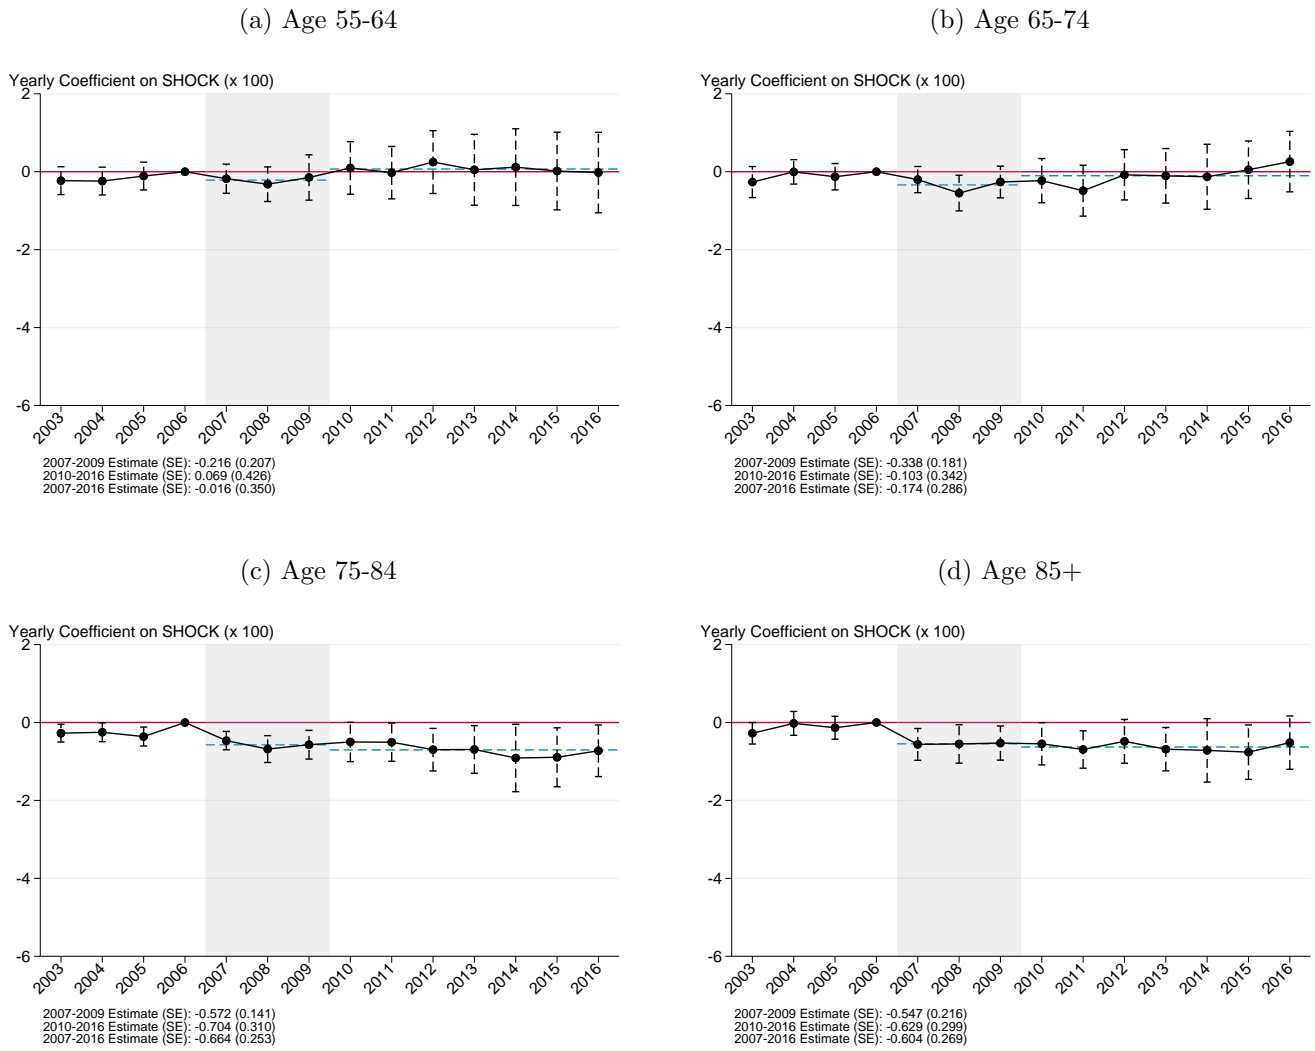 (a) Age 55-64
Yearly Coefficient on SHOCK (x 100)
2
0
-2
-4
-6
2003 2004 2005 2006 2007 2008 2009 2010 2011 2012 2013 2014 2015 2016
2007-2009 Estimate (SE): -0.216 (0.207)
2010-2016 Estimate (SE): 0.069 (0.426)
2007-2016 Estimate (SE): -0.016 (0.350)
(b) Age 65-74
Yearly Coefficient on SHOCK (x 100)
2
0
-2
-4
-6
2003 2004 2005 2006 2007 2008 2009 2010 2011 2012 2013 2014 2015 2016
2007-2009 Estimate (SE): -0.338 (0.181)
2010-2016 Estimate (SE): -0.103 (0.342)
2007-2016 Estimate (SE): -0.174 (0.286)
(c) Age 75-84
Yearly Coefficient on SHOCK (x 100)
2
0
-2
-4
-6
2003 2004 2005 2006 2007 2008 2009 2010 2011 2012 2013 2014 2015 2016
2007-2009 Estimate (SE): -0.572 (0.141)
2010-2016 Estimate (SE): -0.704 (0.310)
2007-2016 Estimate (SE): -0.664 (0.253)
(d) Age 85+
Yearly Coefficient on SHOCK (x 100)
2
0
-2
-4
-6
2003 2004 2005 2006 2007 2008 2009 2010 2011 2012 2013 2014 2015 2016
2007-2009 Estimate (SE): -0.547 (0.216)
2010-2016 Estimate (SE): -0.629 (0.299)
2007-2016 Estimate (SE): -0.604 (0.269)